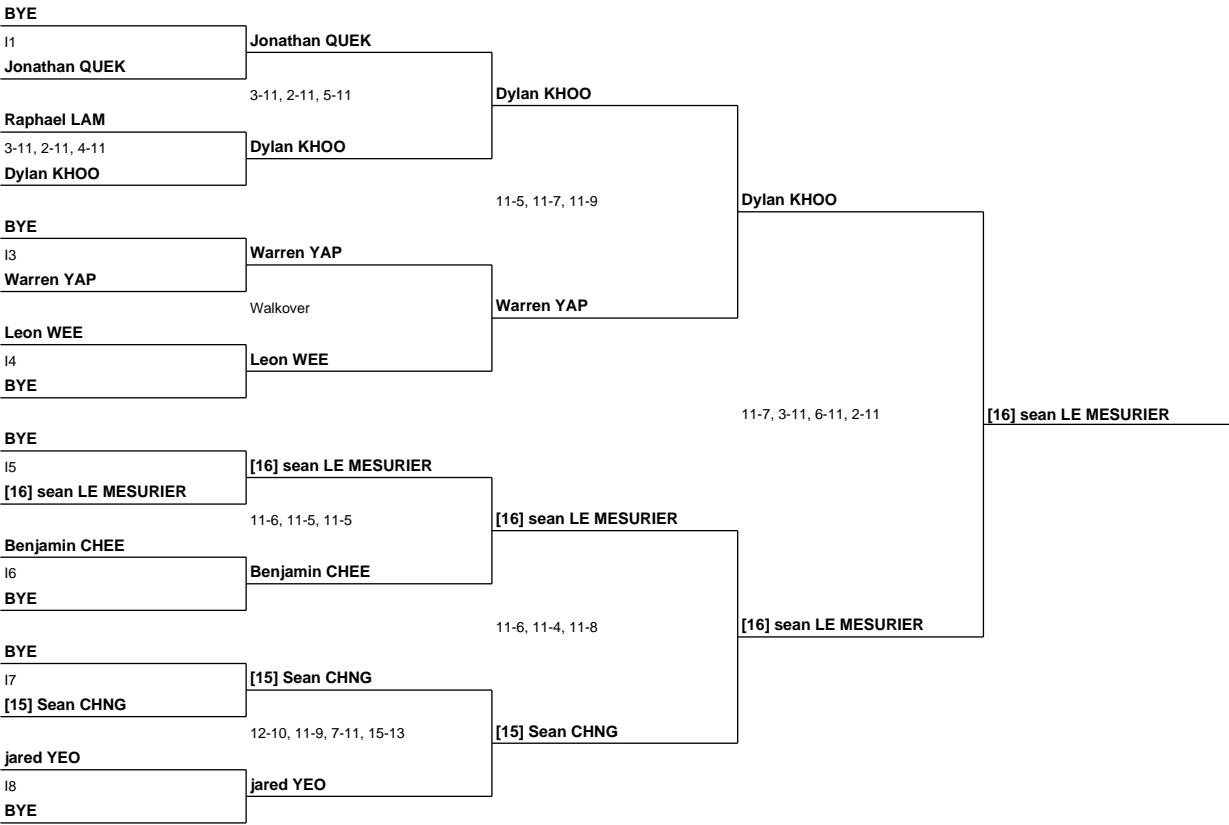 BYE
I1
Jonathan QUEK
Jonathan QUEK
3-11, 2-11, 5-11
Dylan KHOO
Raphael LAM
3-11, 2-11, 4-11
Dylan KHOO
Dylan KHOO
11-5, 11-7, 11-9
Dylan KHOO
BYE
I3
Warren YAP
Warren YAP
Walkover
Warren YAP
Leon WEE
I4
BYE
Leon WEE
11-7, 3-11, 6-11, 2-11
[16] sean LE MESURIER
BYE
I5
[16] sean LE MESURIER
[16] sean LE MESURIER
11-6, 11-5, 11-5
[16] sean LE MESURIER
Benjamin CHEE
I6
BYE
Benjamin CHEE
11-6, 11-4, 11-8
[16] sean LE MESURIER
BYE
I7
[15] Sean CHNG
[15] Sean CHNG
12-10, 11-9, 7-11, 15-13
[15] Sean CHNG
jared YEO
I8
BYE
jared YEO